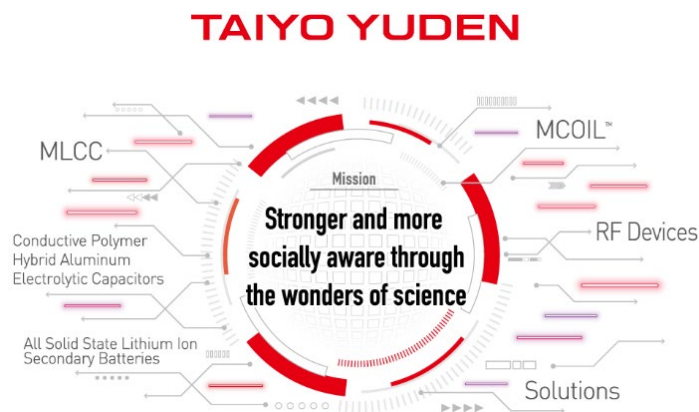 TAIYO YUDEN
MLCC
MCOIL™
Mission
Stronger and more
socially aware through
the wonders of science
RF Devices
Conductive Polymer
Hybrid Aluminum
Electrolytic Capacitors
All Solid State Lithium Ion
Secondary Batteries
Solutions